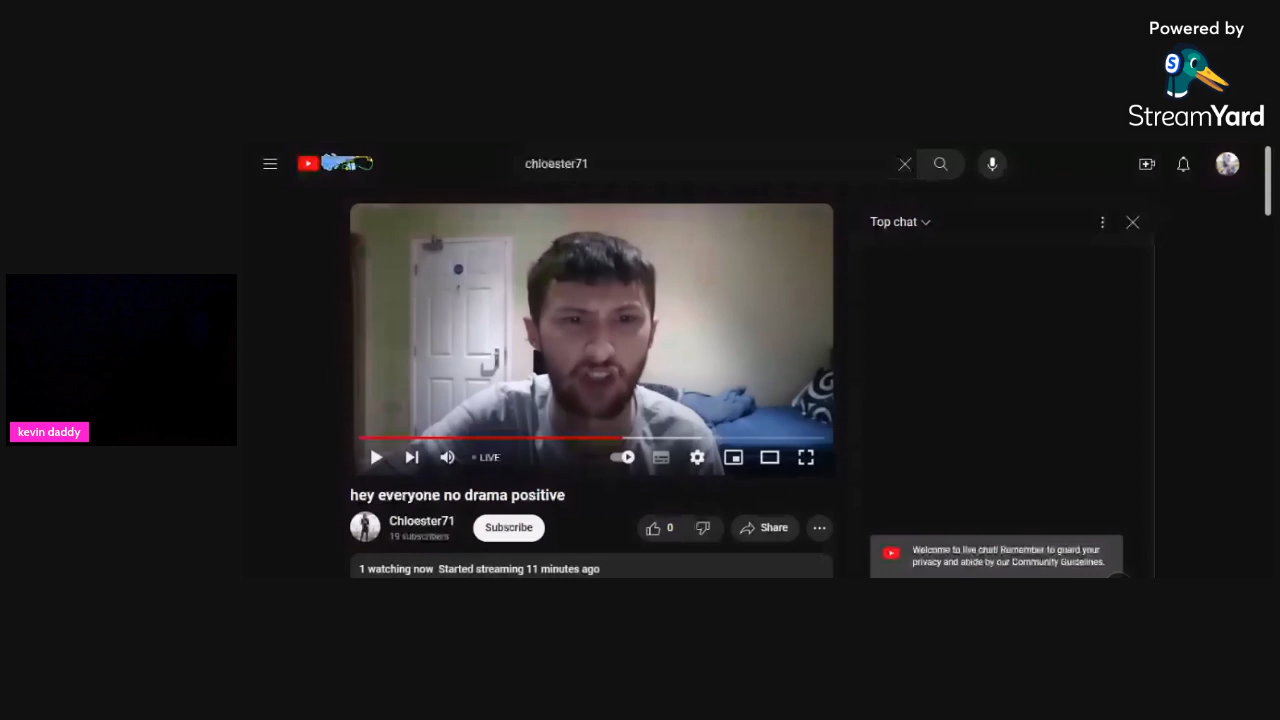 Powered by
StreamYard
chloester71
Top chat
kevin daddy
LIVE
hey everyone no drama positive
Chloester71
19 subscribers
Subscribe
0
Share
1 watching now Started streaming 11 minutes ago
Welcome to live chat! Remember to guard your
privacy and abide by our Community Guidelines.